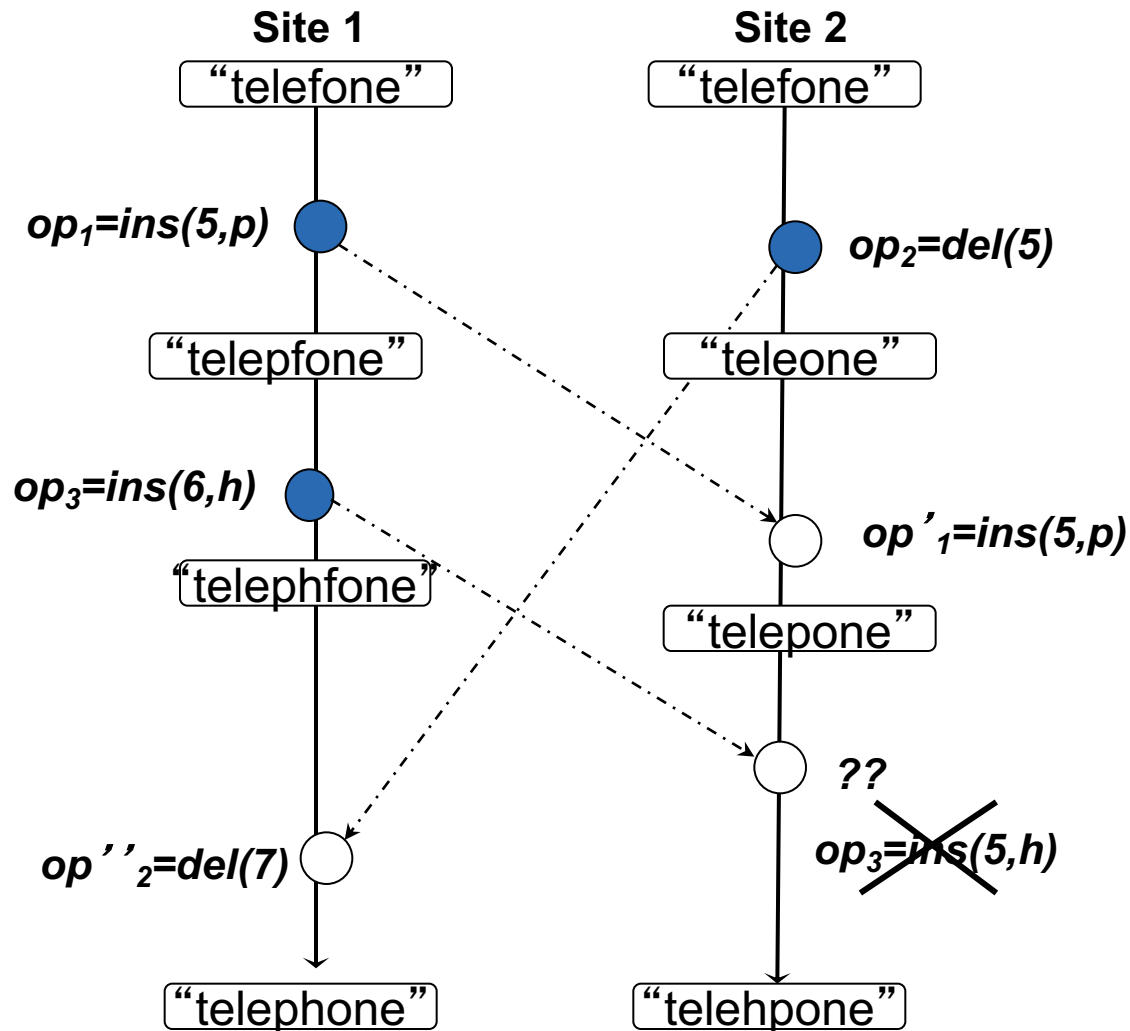 Site 1
Site 2
“telefone”
“telefone”
op₁=ins(5,p)
op₂=del(5)
“telepfone”
“teleone”
op₃=ins(6,h)
op’₁=ins(5,p)
“telephfone”
“telepone”
??
op₃=ins(5,h)
op’’₂=del(7)
“telephone”
“telehpone”